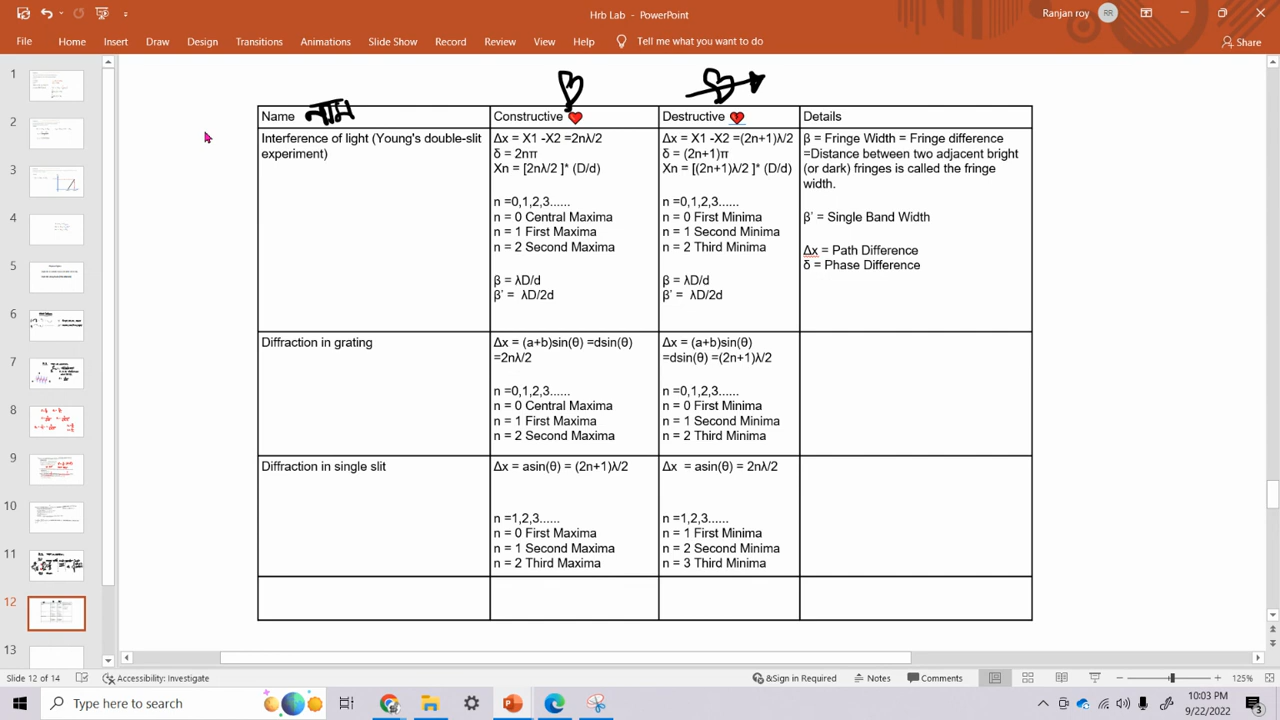 Hrb Lab - PowerPoint
Ranjan roy
RR
File Home Insert Draw Design Transitions Animations Slide Show Record Review View Help Tell me what you want to do
Share
Name নাম
Constructive ❤
Destructive 💔
Details
Interference of light (Young's double-slit
experiment)
Δx = X1 -X2 =2nλ/2
δ = 2nπ
Xn = [2nλ/2 ]* (D/d)
n =0,1,2,3......
n = 0 Central Maxima
n = 1 First Maxima
n = 2 Second Maxima
β = λD/d
β' =  λD/2d
Δx = X1 -X2 =(2n+1)λ/2
δ = (2n+1)π
Xn = [(2n+1)λ/2 ]* (D/d)
n =0,1,2,3......
n = 0 First Minima
n = 1 Second Minima
n = 2 Third Minima
β = λD/d
β' =  λD/2d
β = Fringe Width = Fringe difference
=Distance between two adjacent bright
(or dark) fringes is called the fringe
width.
β' = Single Band Width
Δx = Path Difference
δ = Phase Difference
Diffraction in grating
Δx = (a+b)sin(θ) =dsin(θ)
=2nλ/2
n =0,1,2,3......
n = 0 Central Maxima
n = 1 First Maxima
n = 2 Second Maxima
Δx = (a+b)sin(θ)
=dsin(θ) =(2n+1)λ/2
n =0,1,2,3......
n = 0 First Minima
n = 1 Second Minima
n = 2 Third Minima
Diffraction in single slit
Δx = asin(θ) = (2n+1)λ/2
n =1,2,3......
n = 0 First Maxima
n = 1 Second Maxima
n = 2 Third Maxima
Δx  = asin(θ) = 2nλ/2
n =1,2,3......
n = 1 First Minima
n = 2 Second Minima
n = 3 Third Minima
1
4
6
7
9
10
11
12
13
Slide 12 of 14
Accessibility: Investigate
&Sign in Required
Notes
Comments
125%
Type here to search
10:03 PM
9/22/2022
3